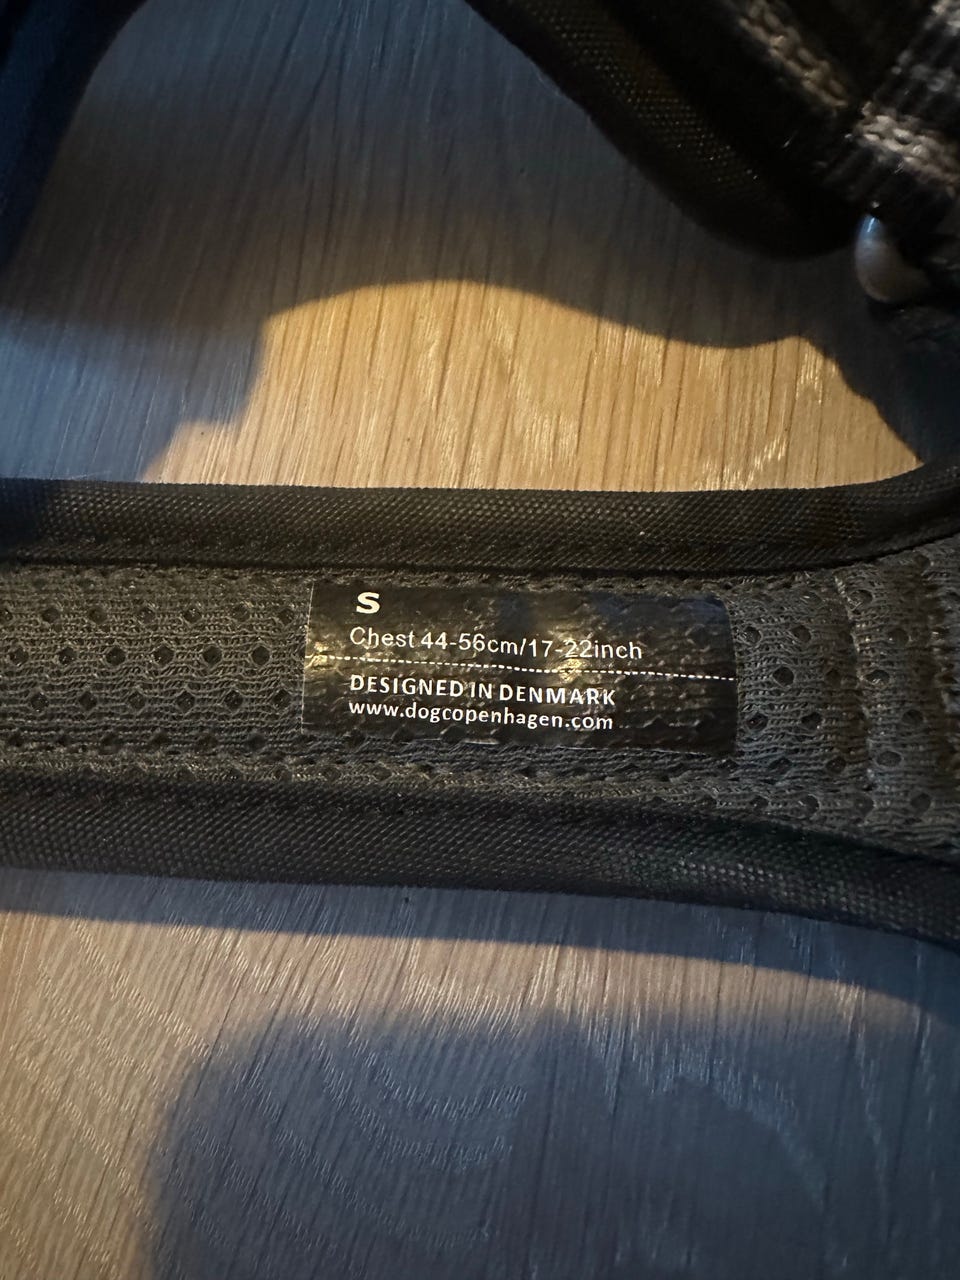 S
Chest 44-56cm/17-22inch
DESIGNED IN DENMARK
www.dogcopenhagen.com